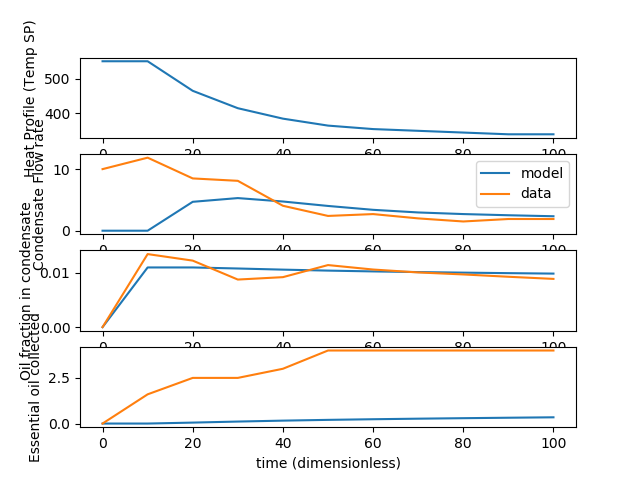 Heat Profile (Temp SP)
500
400
0 20 40 60 80 100
Condensate Flow rate
10
0
model
data
0 20 40 60 80 100
Oil fraction in condensate
0.01
0.00
0 20 40 60 80 100
Essential oil collected
2.5
0.0
0 20 40 60 80 100
time (dimensionless)